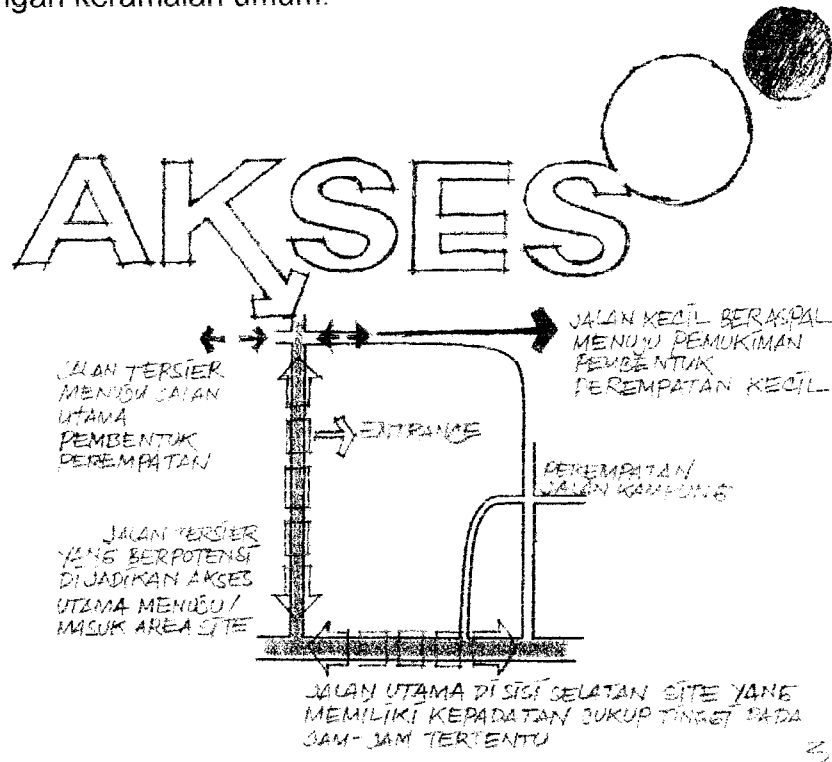 ngan keramaian umum.
AKSES
JALAN KECIL BERASPAL
MENUJU PEMUKIMAN
PEMBENTUK
PEREMPATAN KECIL
JALAN TERSIER
MENUJU JALAN
UTAMA
PEMBENTUK
PEREMPATAN
ENTRANCE
PEREMPATAN
JALAN KAMPUNG
JALAN TERSIER
YANG BERPOTENSI
DIJADIKAN AKSES
UTAMA MENUJU/
MASUK AREA SITE
JALAN UTAMA DI SISI SELATAN SITE YANG
MEMILIKI KEPADATAN CUKUP TINGGI PADA
JAM-JAM TERTENTU